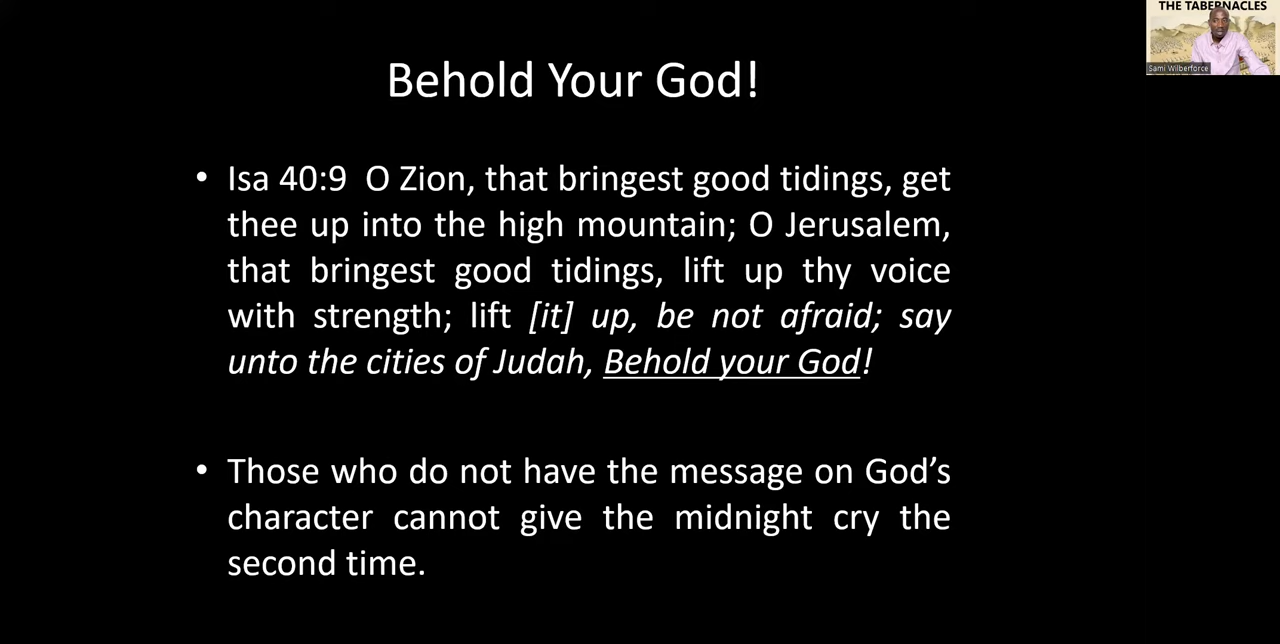 THE TABERNACLES
Sami Wilberforce
Behold Your God!
• Isa 40:9 O Zion, that bringest good tidings, get
thee up into the high mountain; O Jerusalem,
that bringest good tidings, lift up thy voice
with strength; lift [it] up, be not afraid; say
unto the cities of Judah, Behold your God!
• Those who do not have the message on God’s
character cannot give the midnight cry the
second time.